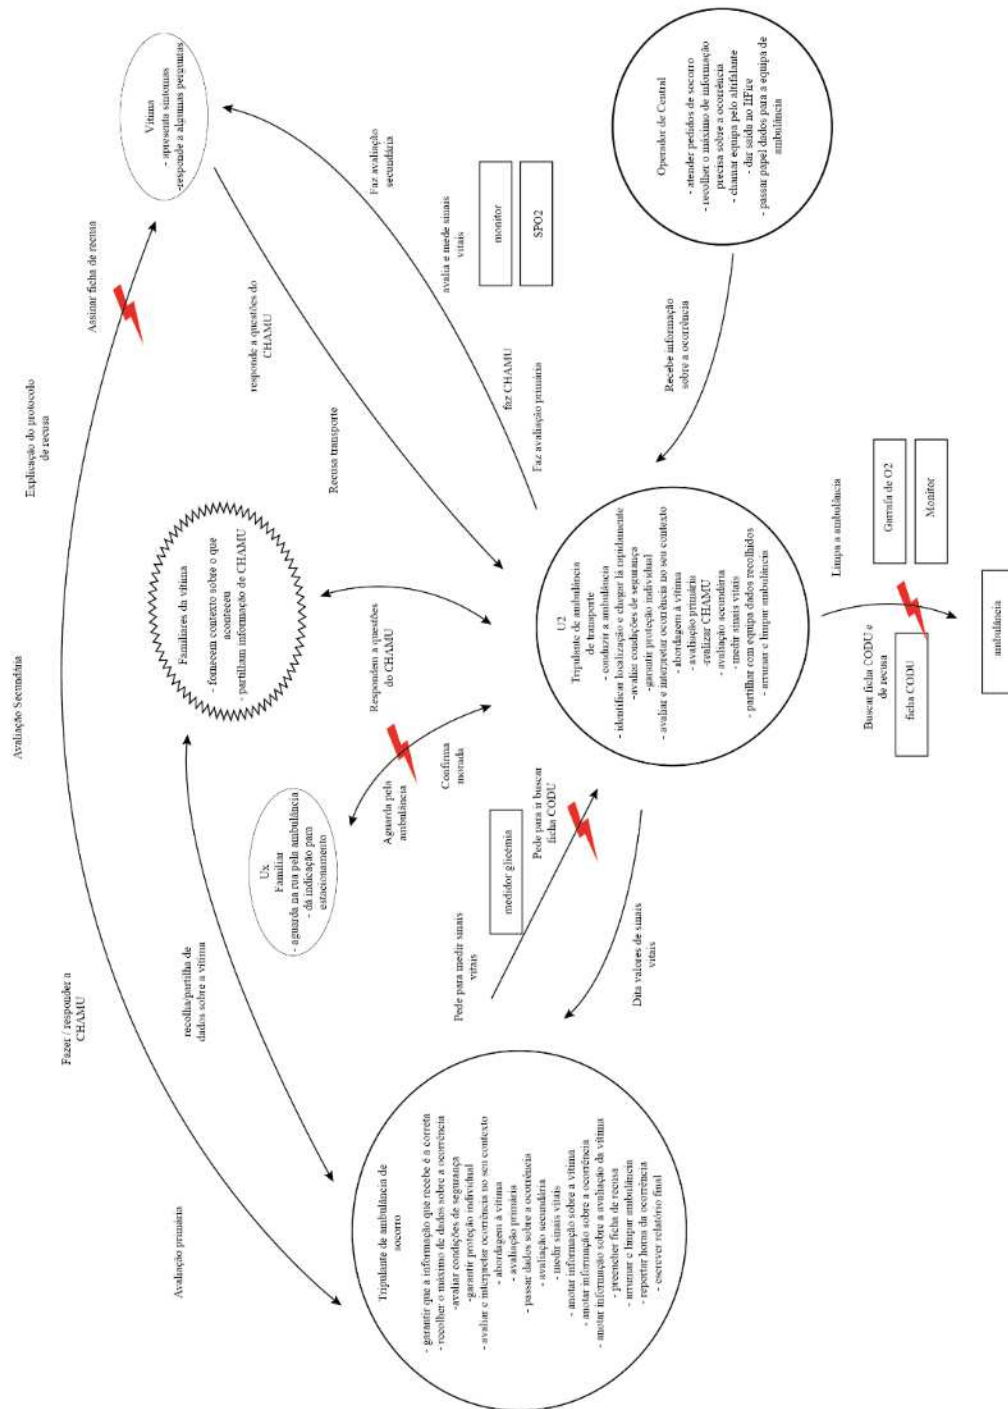 Avaliação primária
Fazer / responder a
CHAMU
Avaliação Secundária
Explicação do protocolo
de recusa
Assinar ficha de recusa
Vítima
- apresenta sintomas
-responde a algumas perguntas
recolha/partilha de
dados sobre a vítima
Familiares da vítima
- fornecem contexto sobre o que
aconteceu
- partilham informação de CHAMU
responde a questões do
CHAMU
Recusa transporte
Faz avaliação
secundária
avalia e mede sinais
vitais
monitor
SPO2
faz CHAMU
Faz avaliação primária
Ux
Familiar
- aguarda na rua pela ambulância
- dá indicação para
estacionamento
Respondem a questões
do CHAMU
Aguarda pela
ambulância
Confirma
morada
Tripulante de ambulância de
socorro
- garantir que a informação que recebe é a correta
- recolher o máximo de dados sobre a ocorrência
-avaliar condições de segurança
-garantir proteção individual
- avaliar e interpretar ocorrência no seu contexto
- abordagem à vítima
- avaliação primária
- passar dados sobre a ocorrência
- avaliação secundária
- medir sinais vitais
- anotar informação sobre a vítima
- anotar informação sobre a ocorrência
- anotar informação sobre a avaliação da vítima
- preencher ficha de recusa
- arrumar e limpar ambulância
- reportar horas da ocorrência
- escrever relatório final
Pede para medir sinais
vitais
medidor glicémia
Pede para ir buscar
ficha CODU
Dita valores de sinais
vitais
U2
Tripulante de ambulância
de transporte
- conduzir a ambulância
- identificar localização e chegar lá rapidamente
-avaliar condições de segurança
-garantir proteção individual
- avaliar e interpretar ocorrência no seu contexto
- abordagem à vítima
- avaliação primária
-realizar CHAMU
- avaliação secundária
- medir sinais vitais
- partilhar com equipa dados recolhidos
- arrumar e limpar ambulância
Recebe informação
sobre a ocorrência
Operador de Central
- atender pedidos de socorro
- recolher o máximo de informação
precisa sobre a ocorrência
- chamar equipa pelo altifalante
- dar saída no IFire
- passar papel dados para a equipa de
ambulância
Buscar ficha CODU e
de recusa
ficha CODU
Limpa a ambulância
Garrafa de O2
Monitor
ambulância